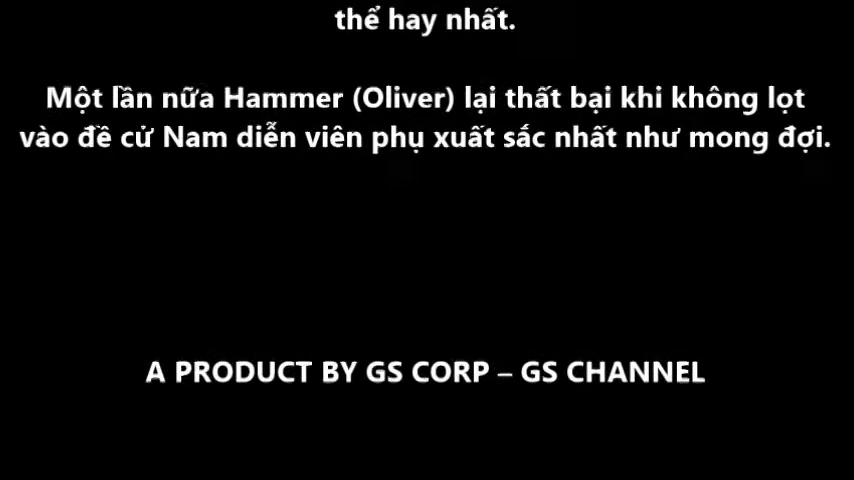 thể hay nhất.
Một lần nữa Hammer (Oliver) lại thất bại khi không lọt
vào đề cử Nam diễn viên phụ xuất sắc nhất như mong đợi.
A PRODUCT BY GS CORP – GS CHANNEL